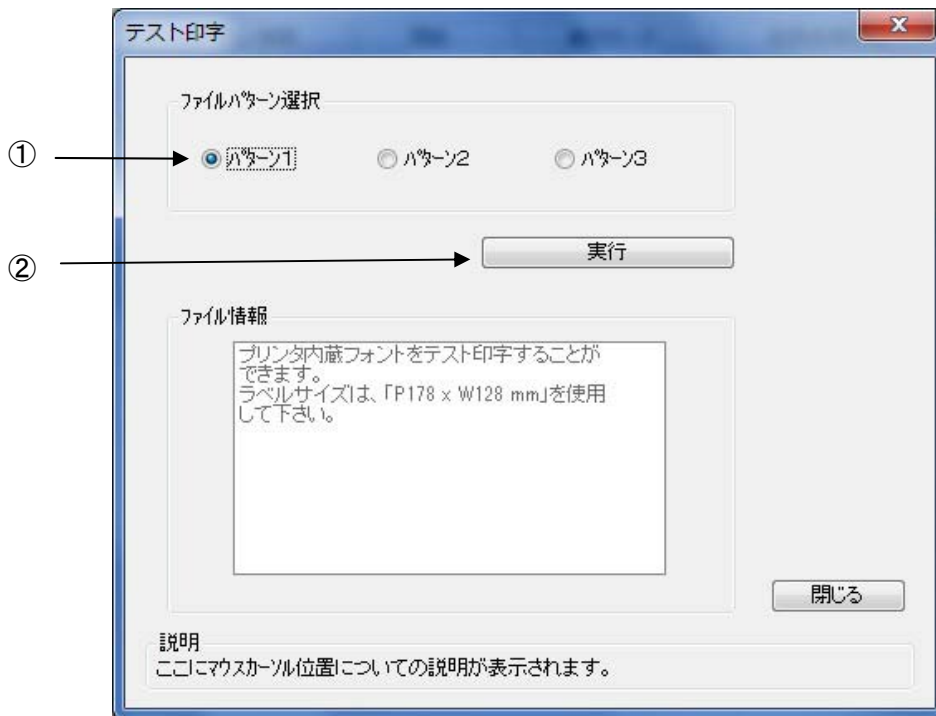 テスト印字
ファイルパターン選択
① パターン1 パターン2 パターン3
② 実行
ファイル情報
プリンタ内蔵フォントをテスト印字することが
できます。
ラベルサイズは、「P178 x W128 mm」を使用
して下さい。
閉じる
説明
ここにマウスカーソル位置についての説明が表示されます。